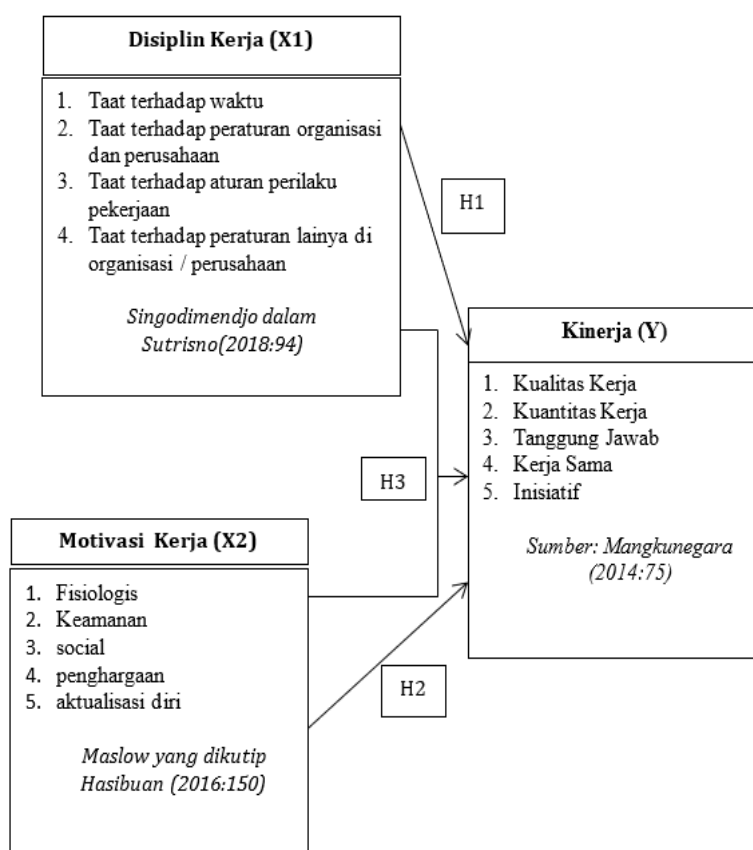 Disiplin Kerja (X1)
1. Taat terhadap waktu
2. Taat terhadap peraturan organisasi
dan perusahaan
3. Taat terhadap aturan perilaku
pekerjaan
4. Taat terhadap peraturan lainya di
organisasi / perusahaan
Singodimendjo dalam
Sutrisno(2018:94)
H1
Kinerja (Y)
1. Kualitas Kerja
2. Kuantitas Kerja
3. Tanggung Jawab
4. Kerja Sama
5. Inisiatif
Sumber: Mangkunegara
(2014:75)
H3
Motivasi Kerja (X2)
1. Fisiologis
2. Keamanan
3. social
4. penghargaan
5. aktualisasi diri
Maslow yang dikutip
Hasibuan (2016:150)
H2